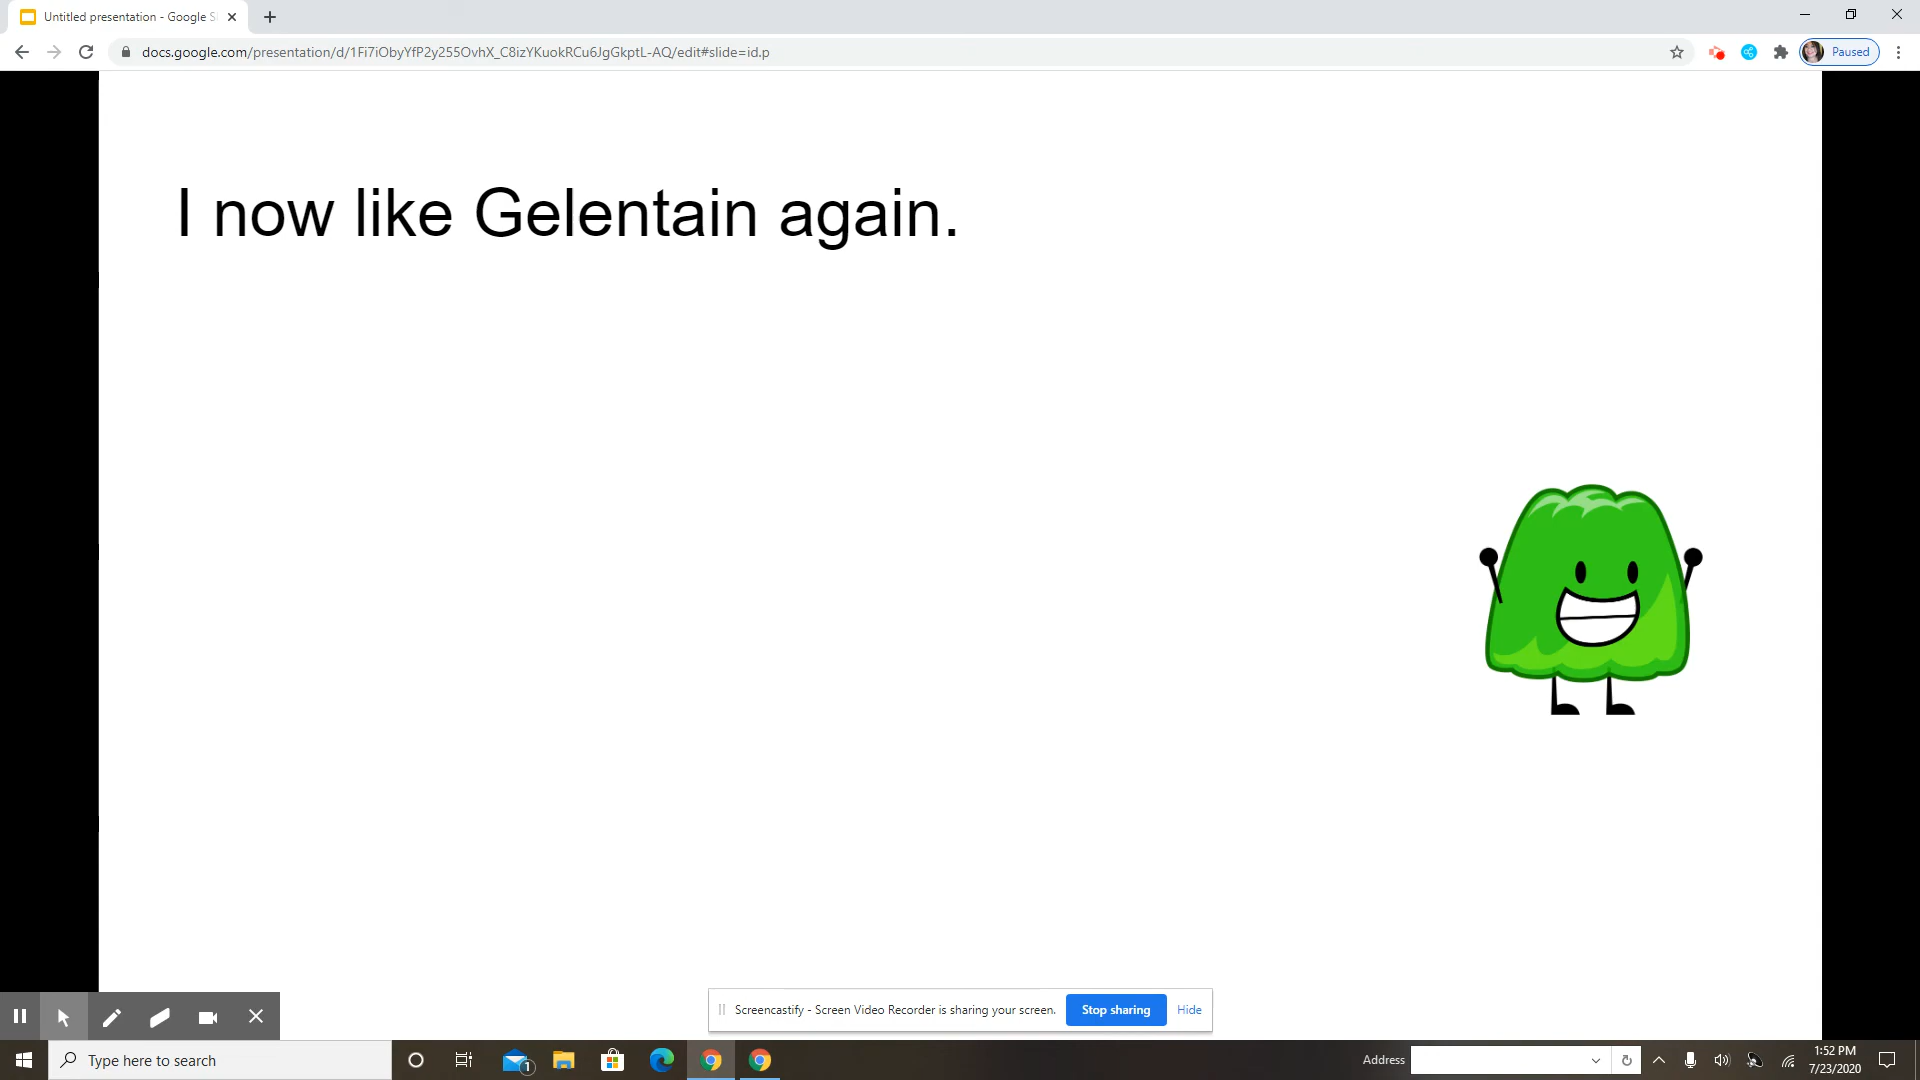 Untitled presentation - Google S
docs.google.com/presentation/d/1Fi7iObyYfP2y255OvhX_C8izYKuokRCu6JgGkptL-AQ/edit#slide=id.p
Paused
I now like Gelentain again.
Screencastify - Screen Video Recorder is sharing your screen.
Stop sharing
Hide
Type here to search
1
Address
1:52 PM
7/23/2020